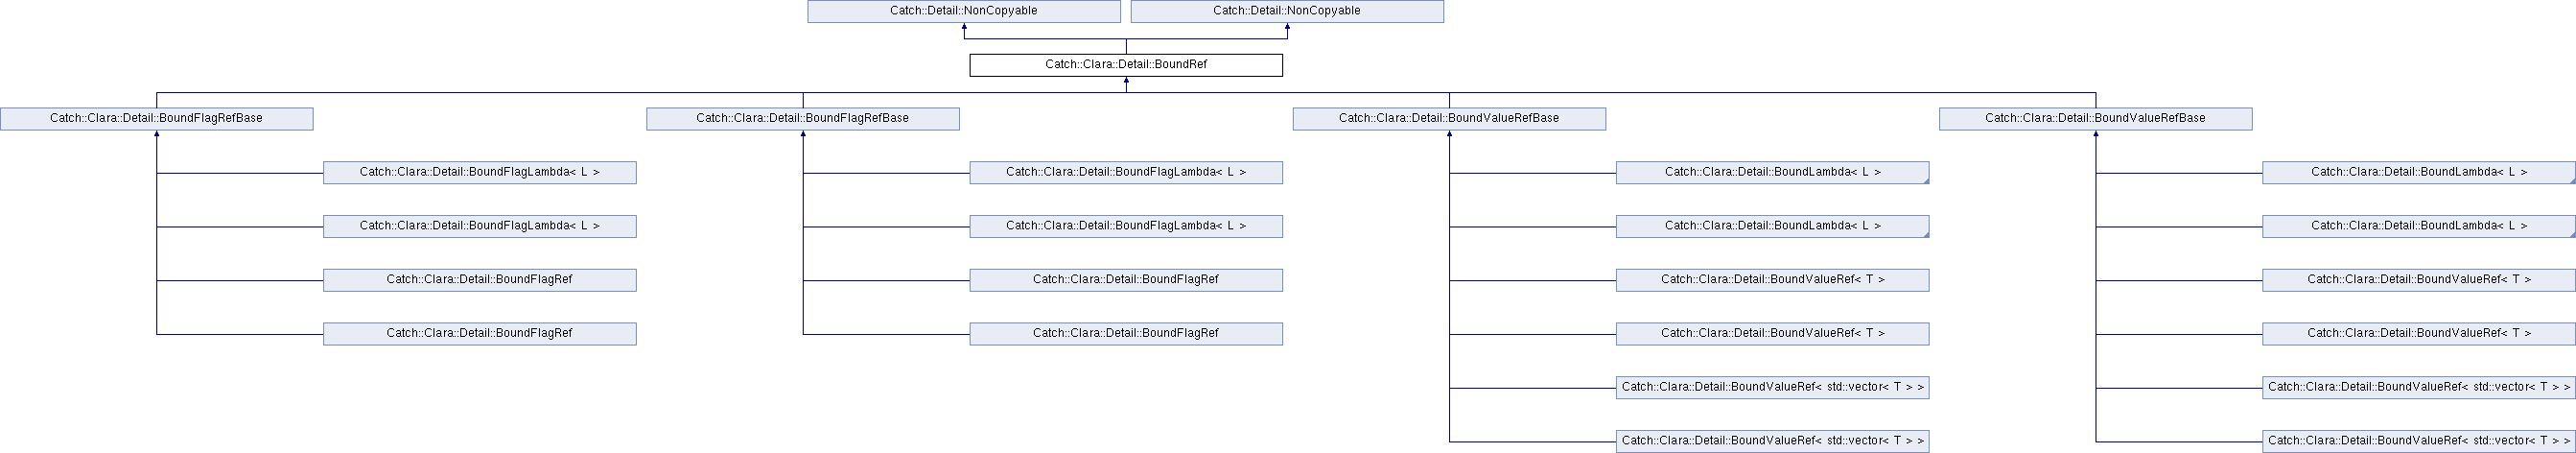 Catch::Detail::NonCopyable
Catch::Detail::NonCopyable
Catch::Clara::Detail::BoundRef
Catch::Clara::Detail::BoundFlagRefBase
Catch::Clara::Detail::BoundFlagRefBase
Catch::Clara::Detail::BoundValueRefBase
Catch::Clara::Detail::BoundValueRefBase
Catch::Clara::Detail::BoundFlagLambda< L >
Catch::Clara::Detail::BoundFlagLambda< L >
Catch::Clara::Detail::BoundLambda< L >
Catch::Clara::Detail::BoundLambda< L >
Catch::Clara::Detail::BoundFlagLambda< L >
Catch::Clara::Detail::BoundFlagLambda< L >
Catch::Clara::Detail::BoundLambda< L >
Catch::Clara::Detail::BoundLambda< L >
Catch::Clara::Detail::BoundFlagRef
Catch::Clara::Detail::BoundFlagRef
Catch::Clara::Detail::BoundValueRef< T >
Catch::Clara::Detail::BoundValueRef< T >
Catch::Clara::Detail::BoundFlagRef
Catch::Clara::Detail::BoundFlagRef
Catch::Clara::Detail::BoundValueRef< T >
Catch::Clara::Detail::BoundValueRef< T >
Catch::Clara::Detail::BoundValueRef< std::vector< T > >
Catch::Clara::Detail::BoundValueRef< std::vector< T > >
Catch::Clara::Detail::BoundValueRef< std::vector< T > >
Catch::Clara::Detail::BoundValueRef< std::vector< T > >